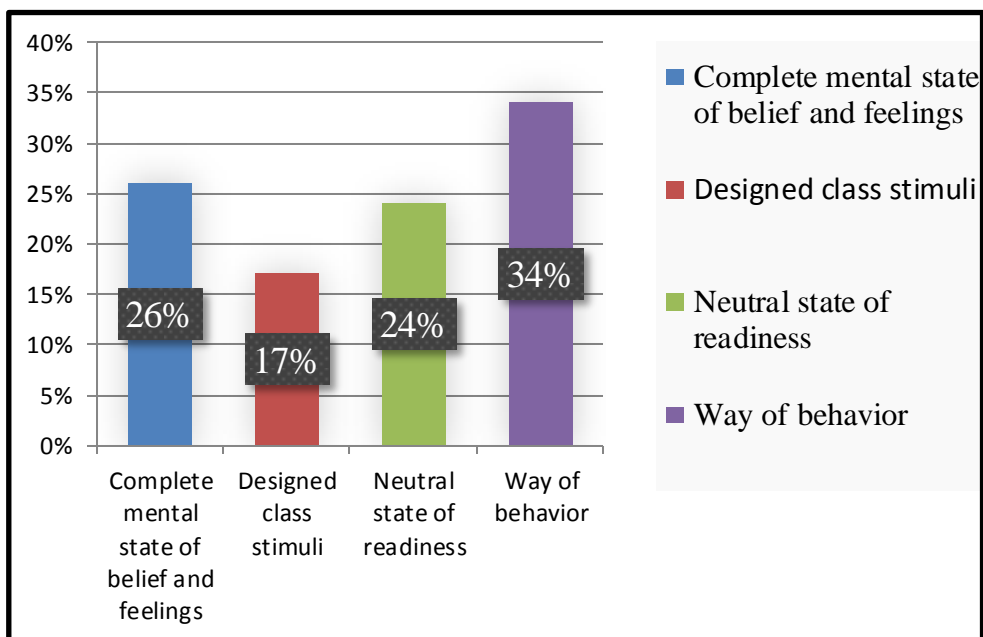 40%
35%
30%
25%
20%
15%
10%
5%
0%
26%
17%
24%
34%
Complete
mental
state of
belief and
feelings
Designed
class
stimuli
Neutral
state of
readiness
Way of
behavior
Complete mental state
of belief and feelings
Designed class stimuli
Neutral state of
readiness
Way of behavior